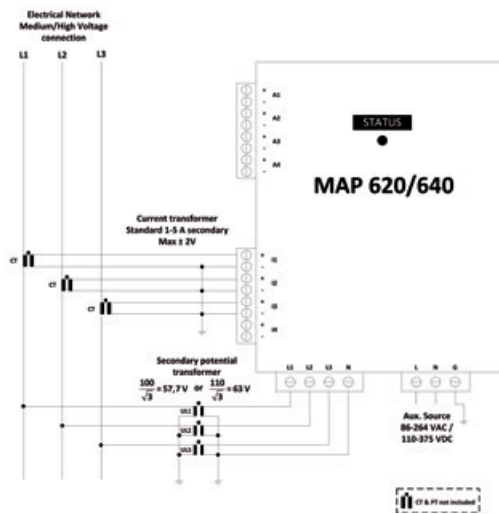 Electrical Network
Medium/High Voltage
connection
L1 L2 L3
+ A1
-
+ A2
-
+ A3
-
+ A4
-
STATUS
MAP 620/640
Current transformer
Standard 1-5 A secondary
Max ± 2V
CT
CT
CT
+ I1
-
+ I2
-
+ I3
-
+ I4
-
Secondary potential
transformer
100/√3 = 57,7 V or 110/√3 = 63 V
L1 L2 L3 N
L N G
UL1
UL2
UL3
Aux. Source
86-264 VAC /
110-375 VDC
CT & PT not included